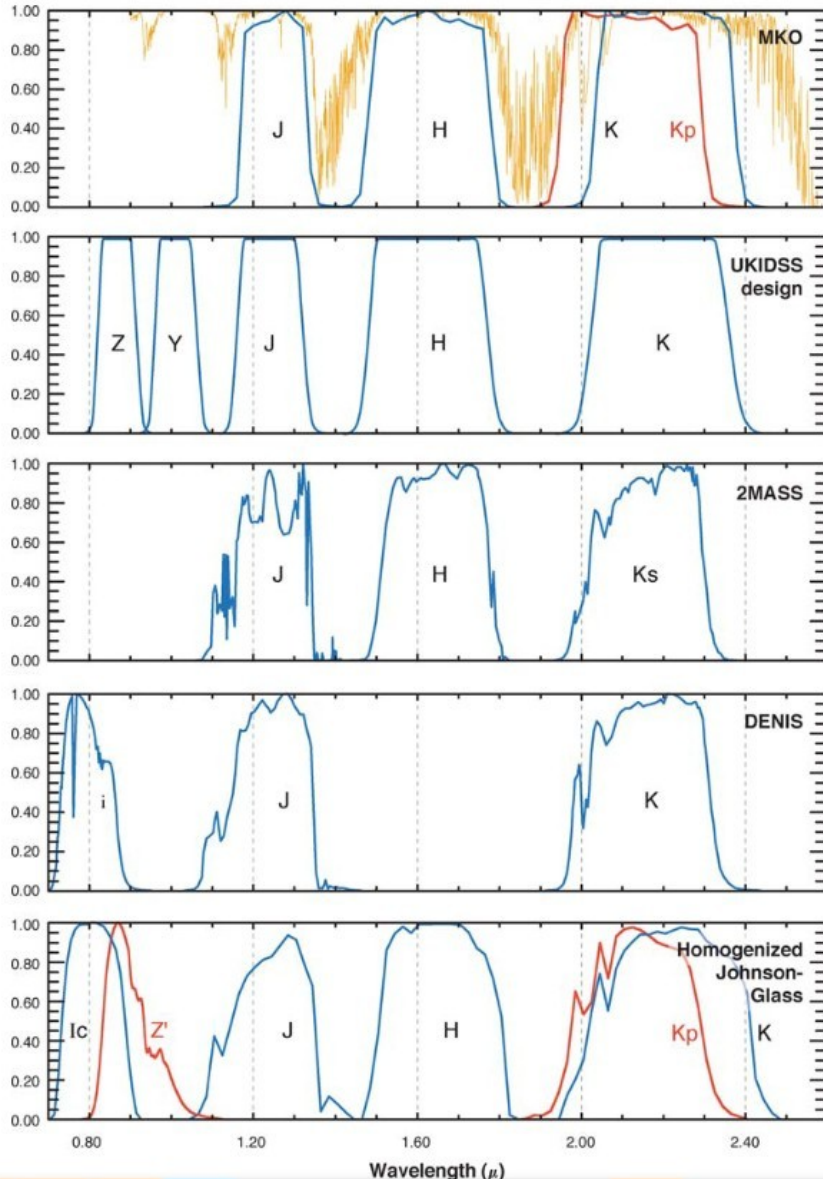 1.00
0.80
0.60
0.40
0.20
0.00
MKO
J
H
K
Kp
1.00
0.80
0.60
0.40
0.20
0.00
UKIDSS
design
Z
Y
J
H
K
1.00
0.80
0.60
0.40
0.20
0.00
2MASS
J
H
Ks
1.00
0.80
0.60
0.40
0.20
0.00
DENIS
i
J
K
1.00
0.80
0.60
0.40
0.20
0.00
Homogenized
Johnson-
Glass
Ic
Z'
J
H
Kp
K
0.80 1.20 1.60 2.00 2.40
Wavelength (μ)